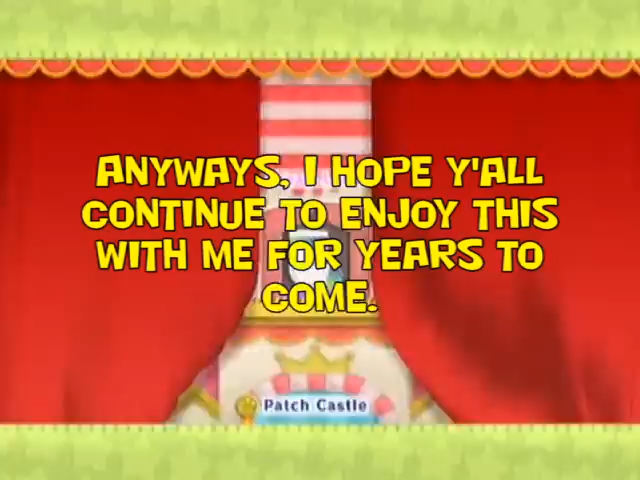 ANYWAYS, I HOPE Y'ALL
CONTINUE TO ENJOY THIS
WITH ME FOR YEARS TO
COME.
Patch Castle